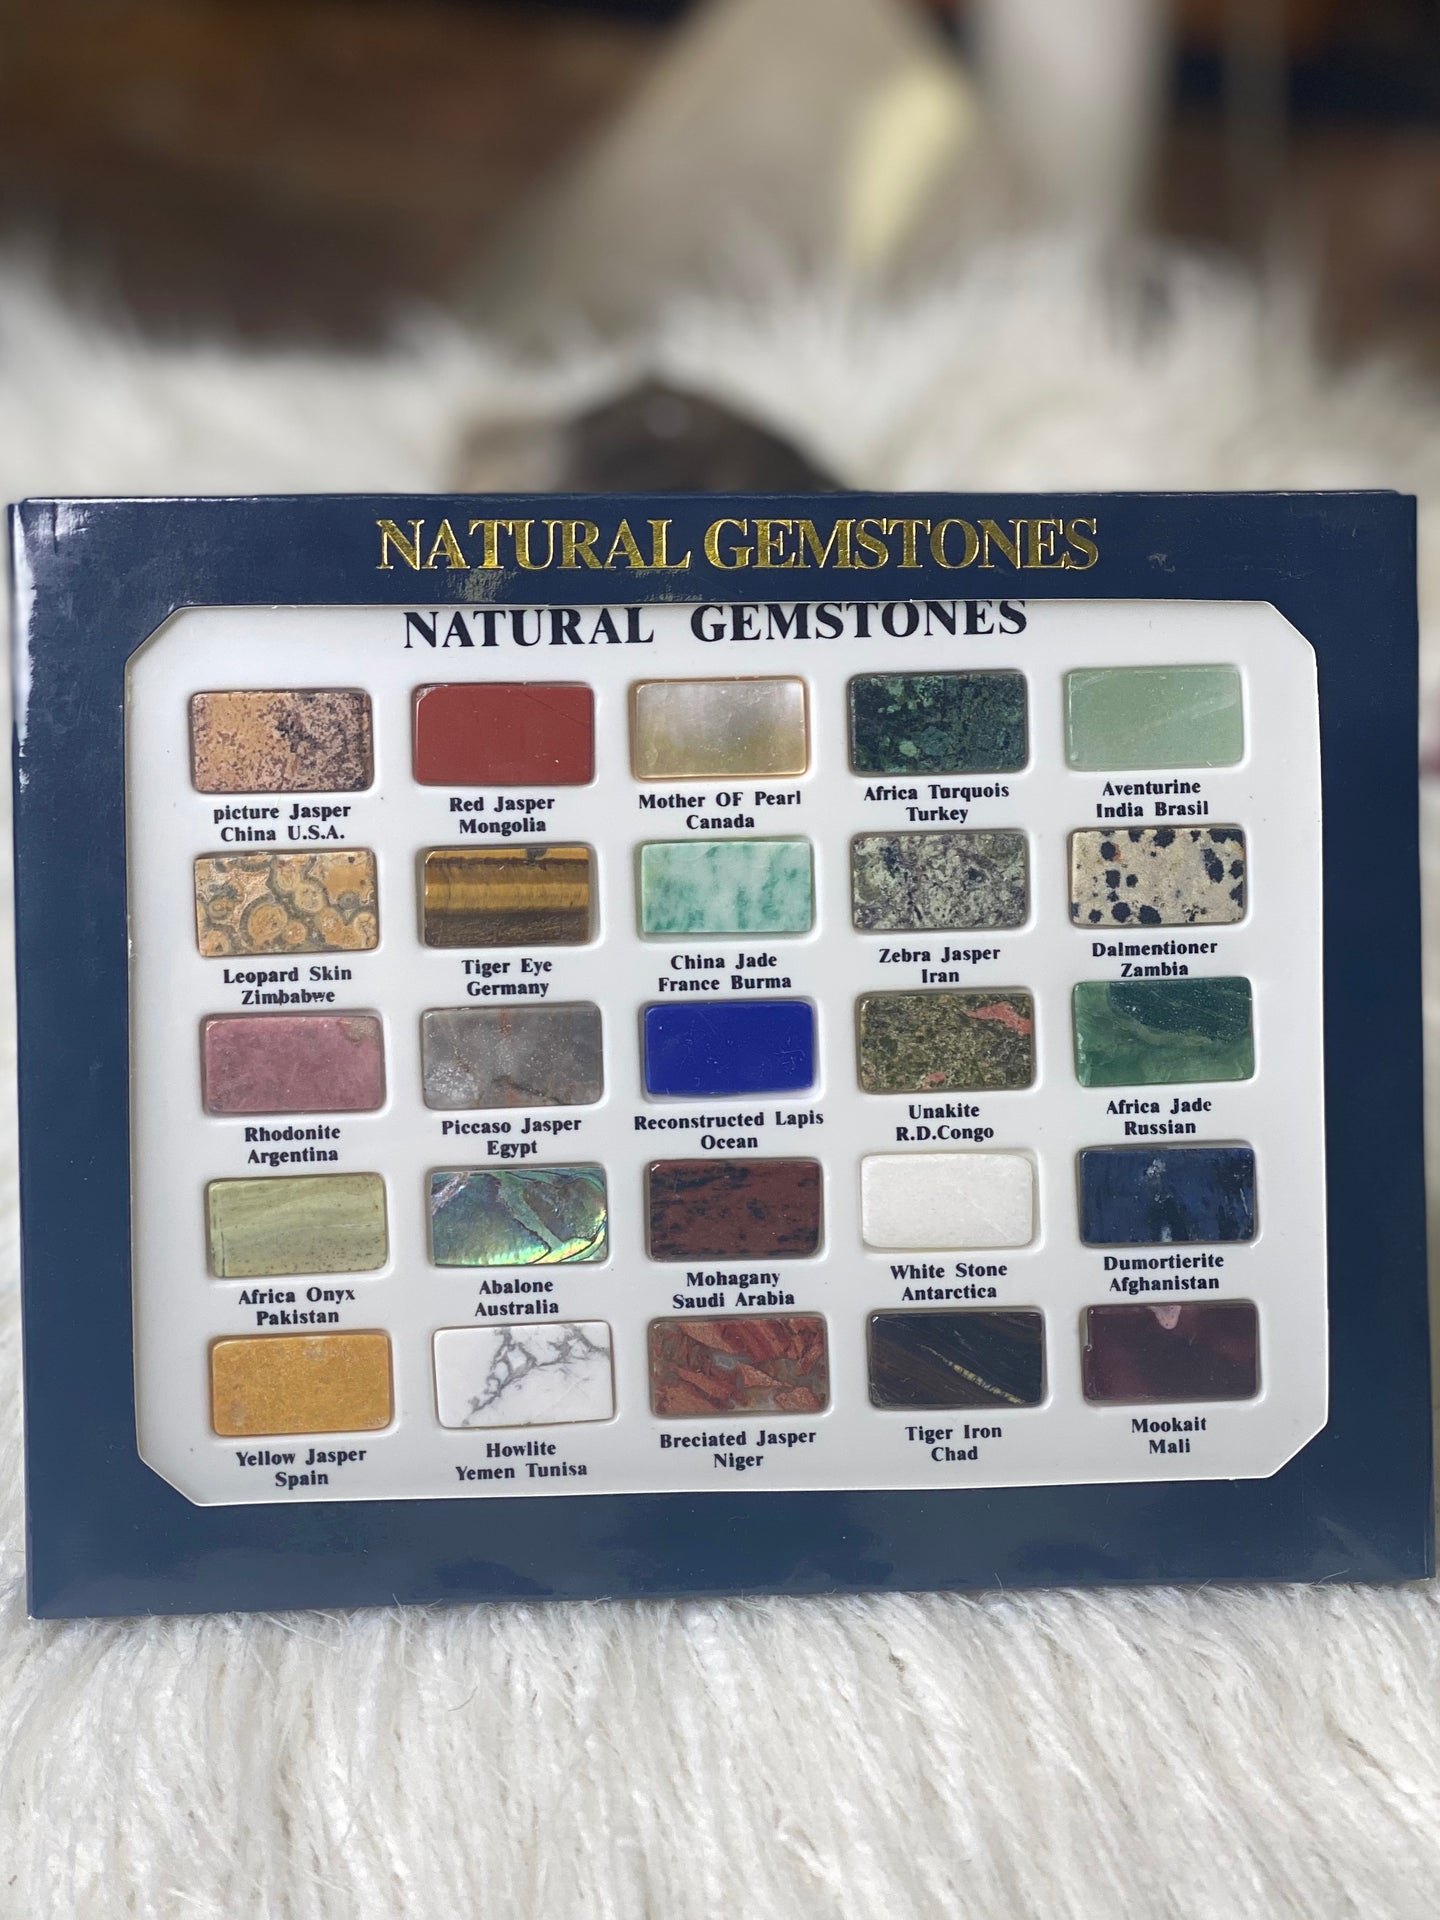 NATURAL GEMSTONES
NATURAL GEMSTONES
picture Jasper
China U.S.A.
Red Jasper
Mongolia
Mother OF Pearl
Canada
Africa Turquois
Turkey
Aventurine
India Brasil
Leopard Skin
Zimbabwe
Tiger Eye
Germany
China Jade
France Burma
Zebra Jasper
Iran
Dalmentioner
Zambia
Rhodonite
Argentina
Piccaso Jasper
Egypt
Reconstructed Lapis
Ocean
Unakite
R.D.Congo
Africa Jade
Russian
Africa Onyx
Pakistan
Abalone
Australia
Mohagany
Saudi Arabia
White Stone
Antarctica
Dumortierite
Afghanistan
Yellow Jasper
Spain
Howlite
Yemen Tunisa
Breciated Jasper
Niger
Tiger Iron
Chad
Mookait
Mali